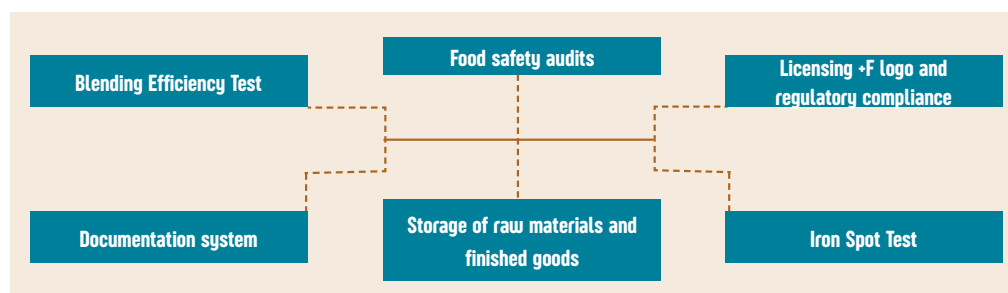 Blending Efficiency Test
Food safety audits
Licensing +F logo and
regulatory compliance
Documentation system
Storage of raw materials and
finished goods
Iron Spot Test